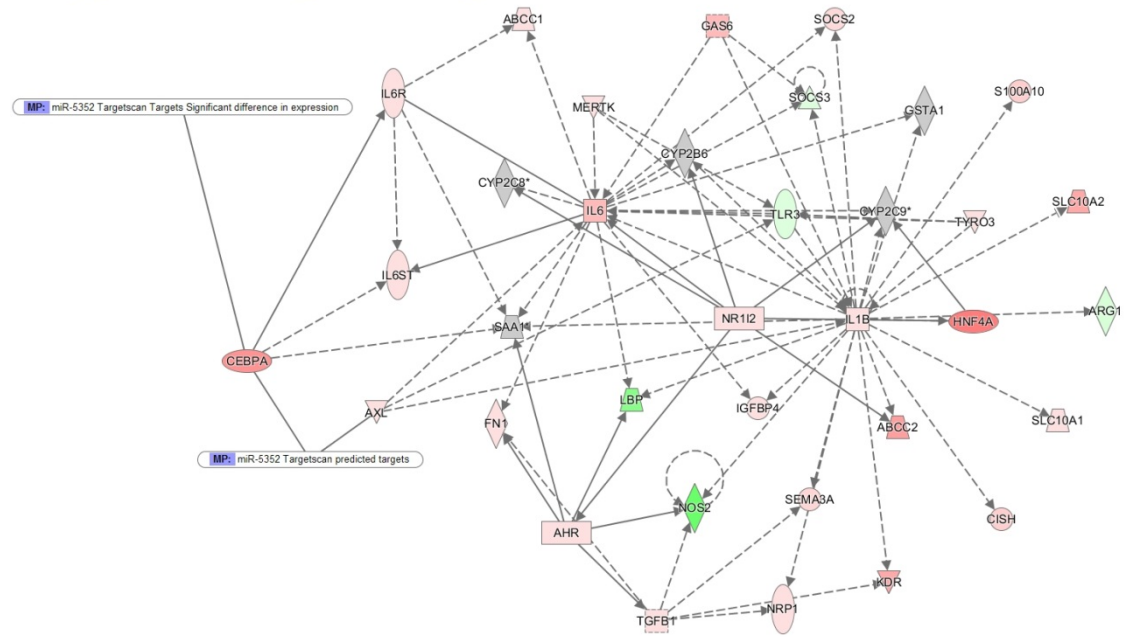 ABCC1
GAS6
SOCS2
IL6R
MP: miR-5352 Targetscan Targets Significant difference in expression
MERTK
SOCS3
S100A10
GSTA1
CYP2B6
CYP2C8*
IL6
TLR3
CYP2C9*
TYRO3
SLC10A2
IL6ST
SAA1
NR1I2
IL1B
HNF4A
ARG1
CEBPA
AXL
FN1
LBP
IGFBP4
ABCC2
SLC10A1
MP: miR-5352 Targetscan predicted targets
NOS2
SEMA3A
CISH
AHR
KDR
TGFB1
NRP1